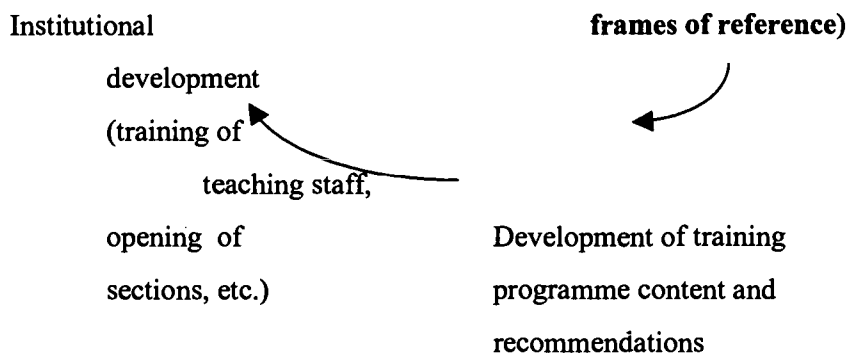 Institutional frames of reference)
development
(training of
teaching staff,
opening of Development of training
sections, etc.) programme content and
recommendations